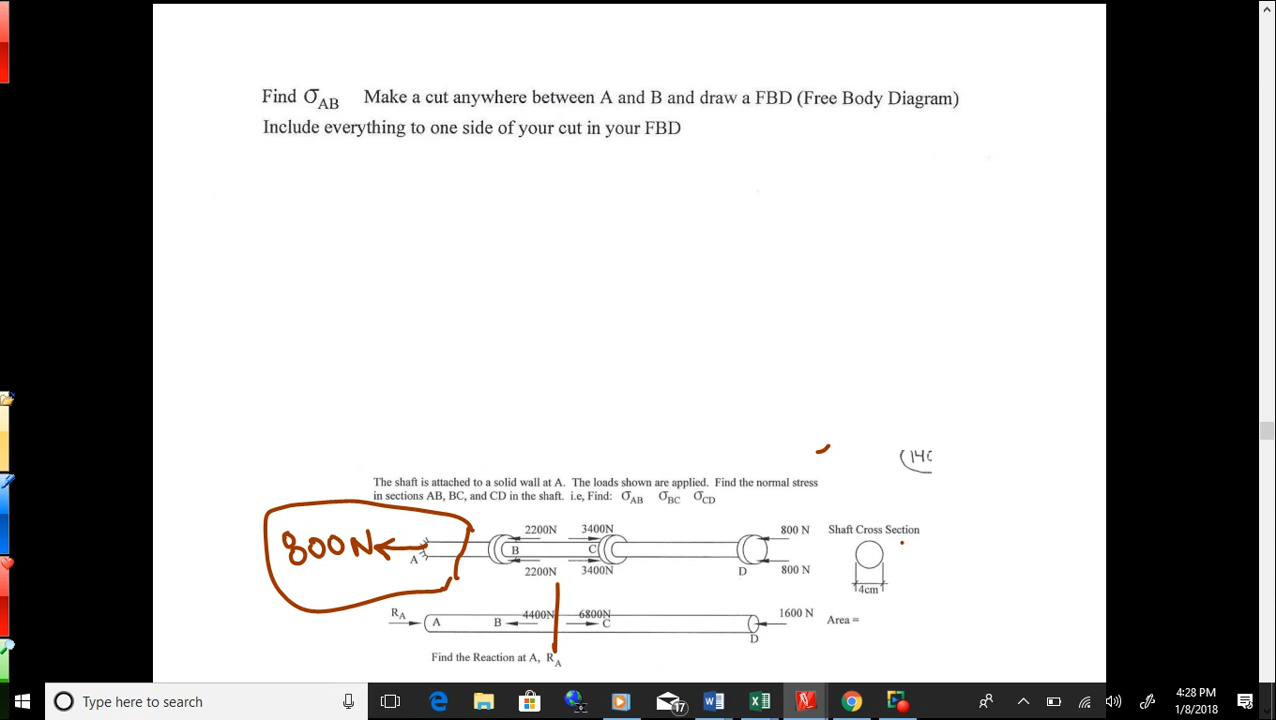 Find σAB Make a cut anywhere between A and B and draw a FBD (Free Body Diagram)
Include everything to one side of your cut in your FBD
The shaft is attached to a solid wall at A. The loads shown are applied. Find the normal stress
in sections AB, BC, and CD in the shaft. i.e, Find: σAB σBC σCD
2200N 3400N 800 N Shaft Cross Section
800N A B C
2200N 3400N D 800 N
4cm
RA 4400N 6800N 1600 N Area =
A B C
D
Find the Reaction at A, RA
Type here to search
17
4:28 PM
1/8/2018